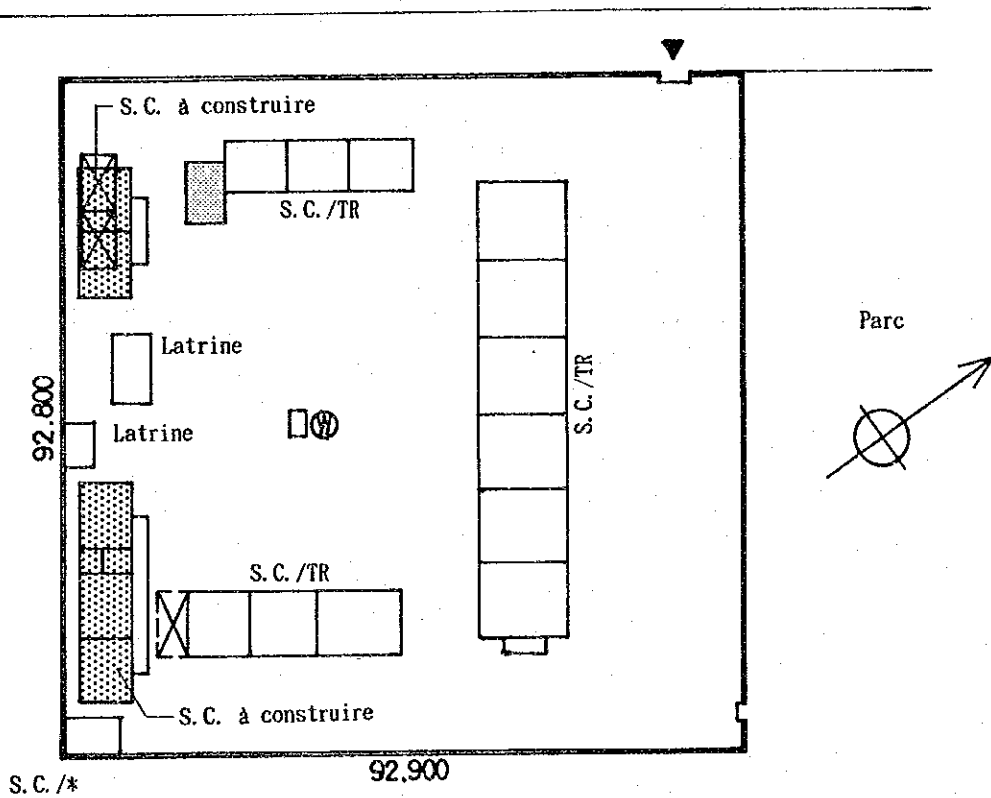 S.C. à construire
S.C./TR
Parc
Latrine
S.C./TR
92.800
Latrine
W
S.C./TR
S.C. à construire
92.900
S.C./*